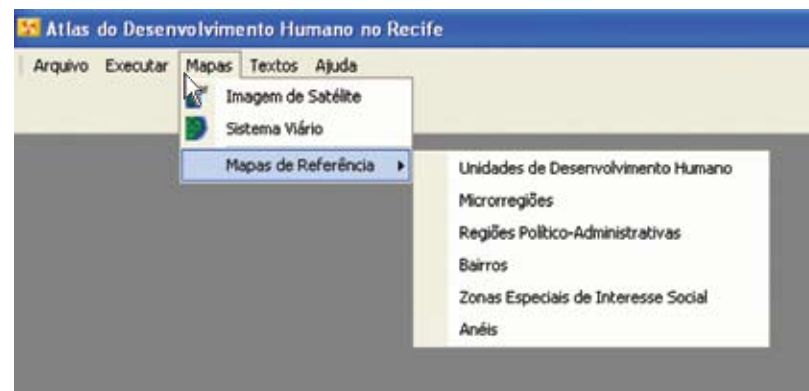 Atlas do Desenvolvimento Humano no Recife
Arquivo Executar Mapas Textos Ajuda
Imagem de Satélite
Sistema Viário
Mapas de Referência
Unidades de Desenvolvimento Humano
Microrregiões
Regiões Político-Administrativas
Bairros
Zonas Especiais de Interesse Social
Anéis